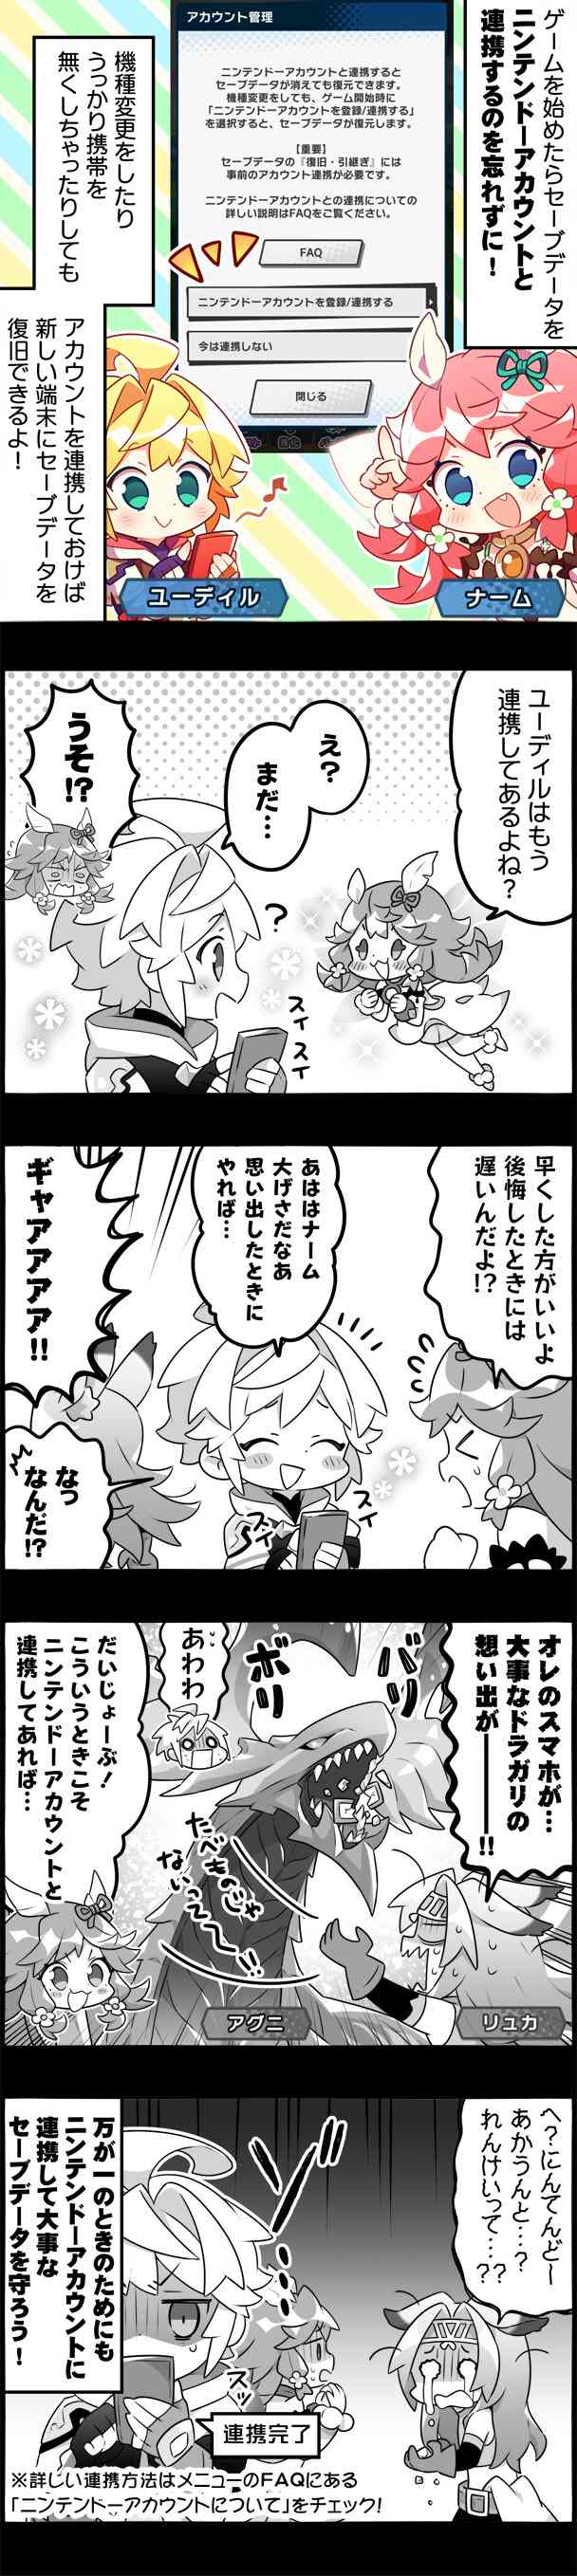 ゲームを始めたらセーブデータを
ニンテンドーアカウントと
連携するのを忘れずに！
アカウント管理
ニンテンドーアカウントと連携すると
セーブデータが消えても復元できます。
機種変更をしても、ゲーム開始時に
「ニンテンドーアカウントを登録/連携する」
を選択すると、セーブデータが復元します。
【重要】
セーブデータの『復旧・引継ぎ』には
事前のアカウント連携が必要です。
ニンテンドーアカウントとの連携についての
詳しい説明はFAQをご覧ください。
FAQ
ニンテンドーアカウントを登録/連携する
今は連携しない
閉じる
機種変更をしたり
うっかり携帯を
無くしちゃったりしても
アカウントを連携しておけば
新しい端末にセーブデータを
復旧できるよ！
ユーディル
ナーム
ユーディルはもう
連携してあるよね？
え？
まだ…
うそ!?
？
スイスイ
早くした方がいいよ
後悔したときには
遅いんだよ!?
あははナーム
大げさだなあ
思い出したときに
やれば…
スイ
スイ
ギャアアアアア!!
なっ
なんだ!?
オレのスマホが…
大事なドラガリの
想い出が――!!
バリ
ボリ
あわわ
たべものじゃ
ないってえ〜!!
だいじょーぶ！
こういうときこそ
ニンテンドーアカウントと
連携してあれば…
アグニ
リュカ
へ？にんてんどー
あかうんと…？
れんけいって…？？
!!……
スッ
連携完了
万が一のときのためにも
ニンテンドーアカウントに
連携して大事な
セーブデータを守ろう！
※詳しい連携方法はメニューのFAQにある
「ニンテンドーアカウントについて」をチェック！